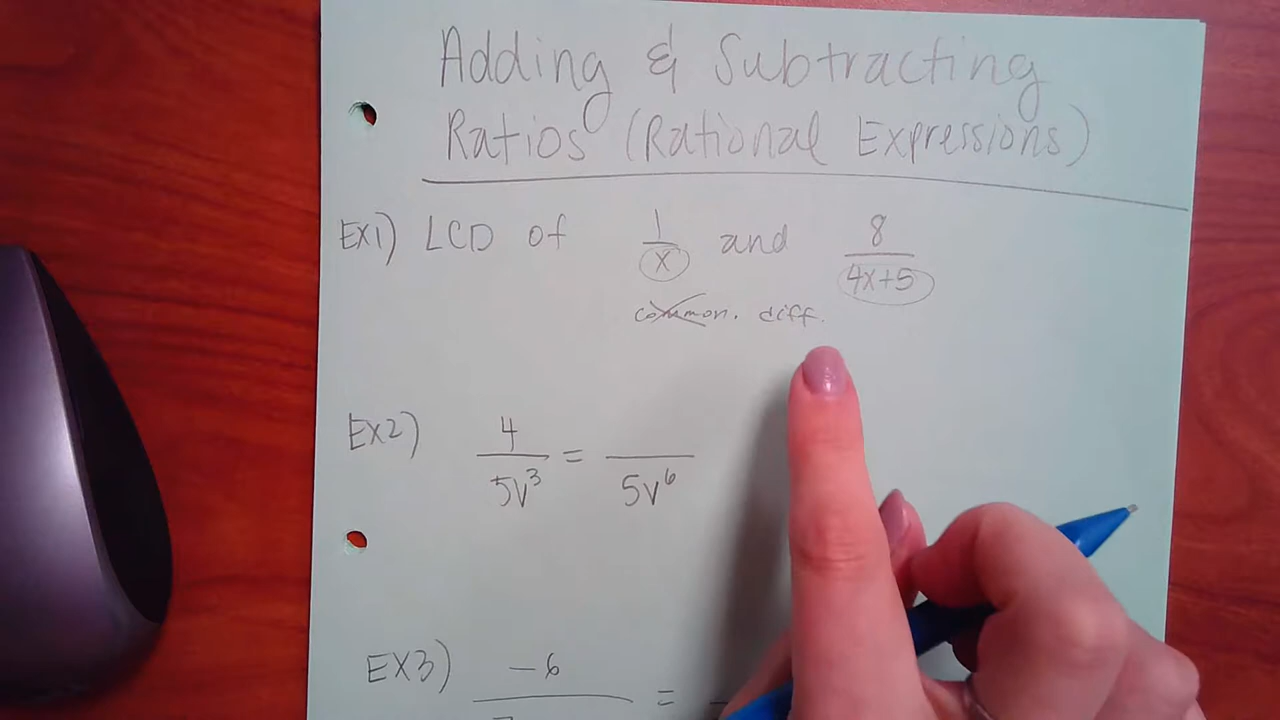 Adding & Subtracting
Ratios (Rational Expressions)
EX1) LCD of 1/x and 8/(4x+5)
common. diff.
EX2) 4/(5v³) = /(5v⁶)
EX3) -6 =